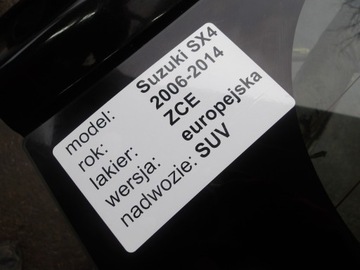 model: Suzuki SX4
rok: 2006-2014
lakier: ZCE
wersja: europejska
nadwozie: SUV